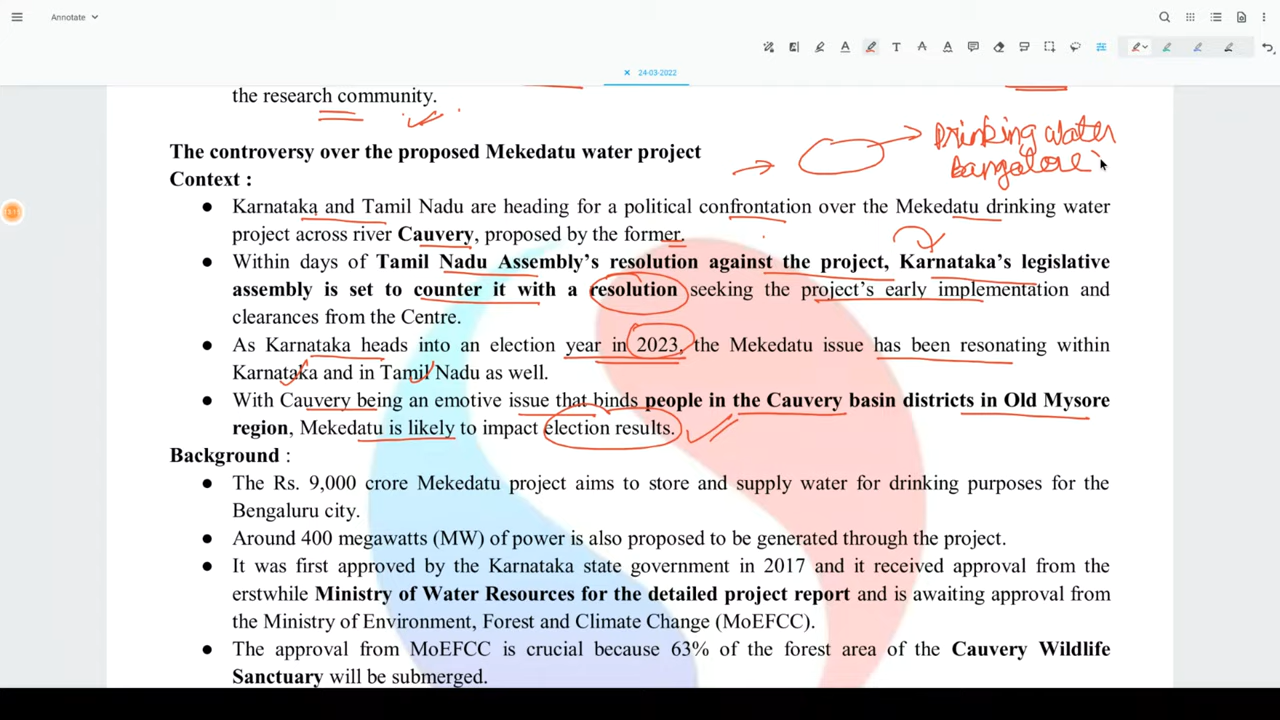 Annotate
24-03-2022
the research community.
Drinking water
Bangalore
The controversy over the proposed Mekedatu water project
Context :
● Karnataka and Tamil Nadu are heading for a political confrontation over the Mekedatu drinking water
project across river Cauvery, proposed by the former.
● Within days of Tamil Nadu Assembly's resolution against the project, Karnataka's legislative
assembly is set to counter it with a resolution seeking the project's early implementation and
clearances from the Centre.
● As Karnataka heads into an election year in 2023, the Mekedatu issue has been resonating within
Karnataka and in Tamil Nadu as well.
● With Cauvery being an emotive issue that binds people in the Cauvery basin districts in Old Mysore
region, Mekedatu is likely to impact election results.
Background :
● The Rs. 9,000 crore Mekedatu project aims to store and supply water for drinking purposes for the
Bengaluru city.
● Around 400 megawatts (MW) of power is also proposed to be generated through the project.
● It was first approved by the Karnataka state government in 2017 and it received approval from the
erstwhile Ministry of Water Resources for the detailed project report and is awaiting approval from
the Ministry of Environment, Forest and Climate Change (MoEFCC).
● The approval from MoEFCC is crucial because 63% of the forest area of the Cauvery Wildlife
Sanctuary will be submerged.